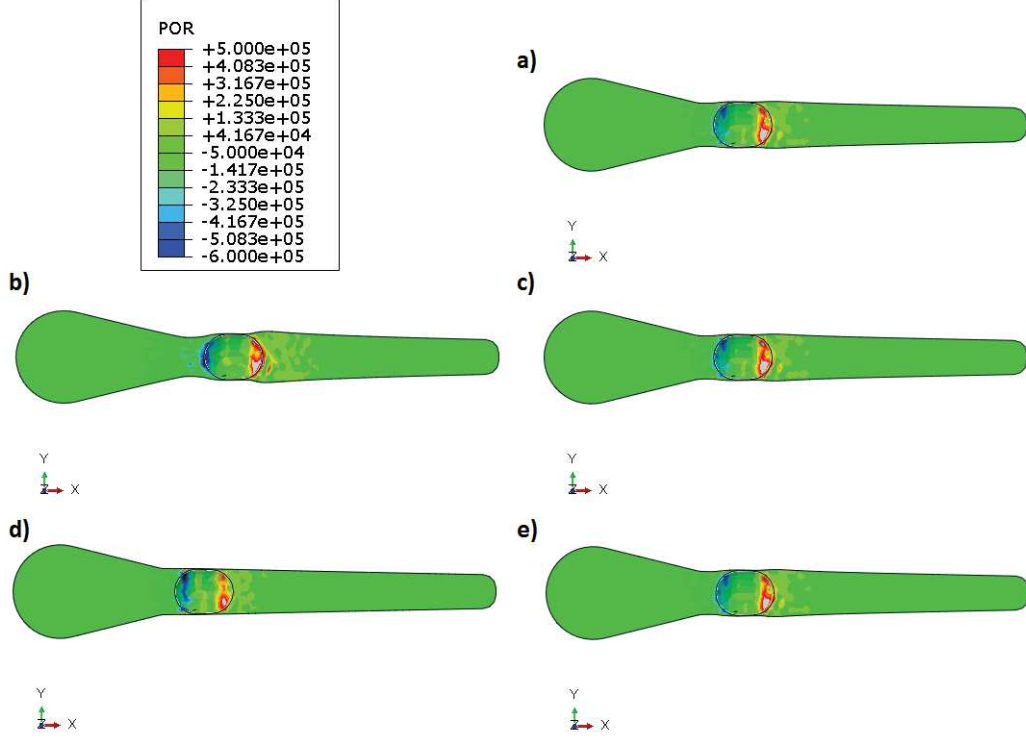 POR
+5.000e+05
+4.083e+05
+3.167e+05
+2.250e+05
+1.333e+05
+4.167e+04
-5.000e+04
-1.417e+05
-2.333e+05
-3.250e+05
-4.167e+05
-5.083e+05
-6.000e+05
a)
Y
Z X
b)
Y
Z X
c)
Y
Z X
d)
Y
Z X
e)
Y
Z X